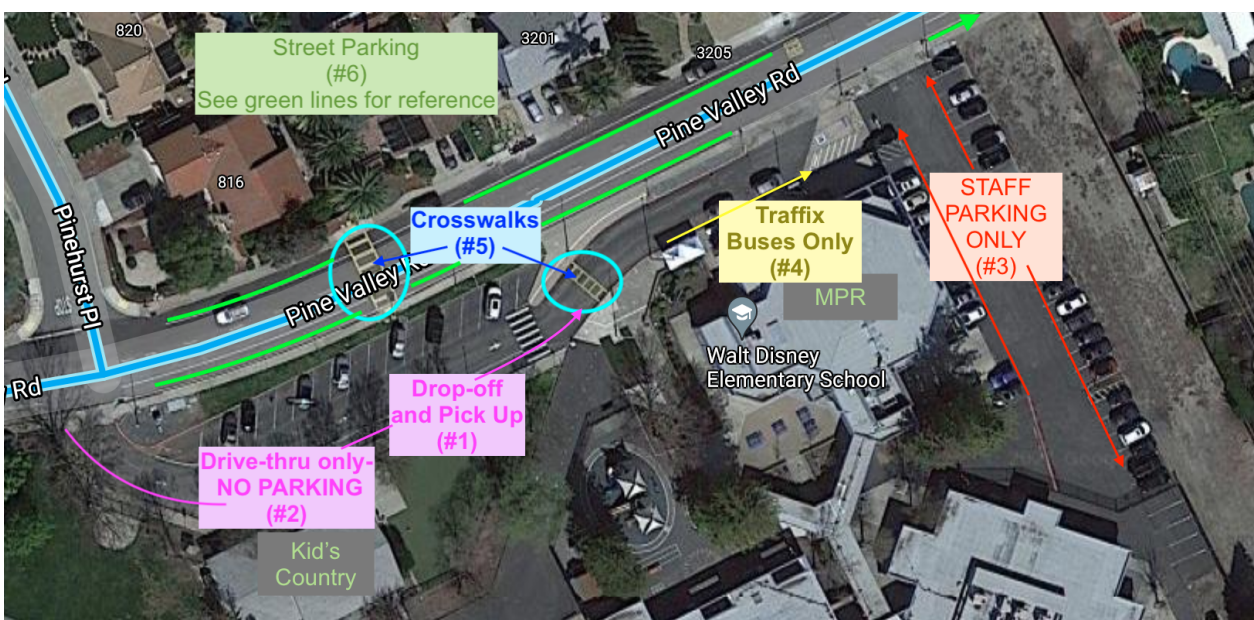 820
Street Parking
(#6)
See green lines for reference
3201
3205
Pine Valley Rd
816
Pinehurst Pl
Crosswalks
(#5)
Pine Valley Rd
Traffix
Buses Only
(#4)
STAFF
PARKING
ONLY
(#3)
MPR
Walt Disney
Elementary School
Rd
Drop-off
and Pick Up
(#1)
Drive-thru only-
NO PARKING
(#2)
Kid's
Country